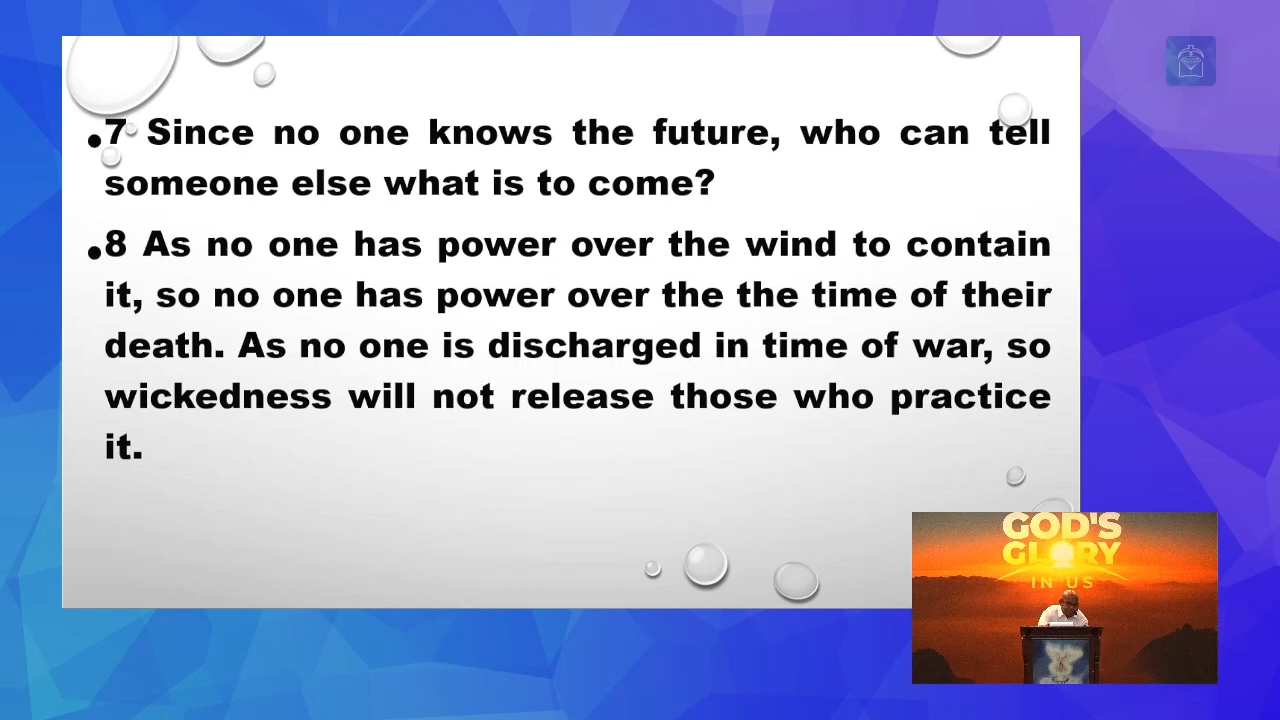 •7 Since no one knows the future, who can tell
someone else what is to come?
•8 As no one has power over the wind to contain
it, so no one has power over the the time of their
death. As no one is discharged in time of war, so
wickedness will not release those who practice
it.
GOD'S
GLORY
IN US